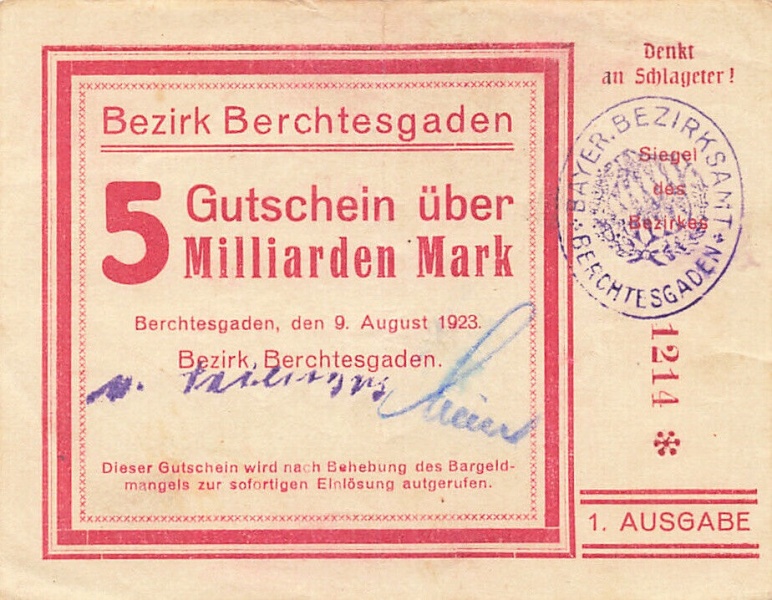 Denkt
an Schlageter!
Bezirk Berchtesgaden
5 Gutschein über
Milliarden Mark
Berchtesgaden, den 9. August 1923.
Bezirk Berchtesgaden.
Dieser Gutschein wird nach Behebung des Bargeld-
mangels zur sofortigen Einlösung aufgerufen.
BAYER. BEZIRKSAMT
* BERCHTESGADEN *
Siegel
des
Bezirkes
1214 *
1. AUSGABE